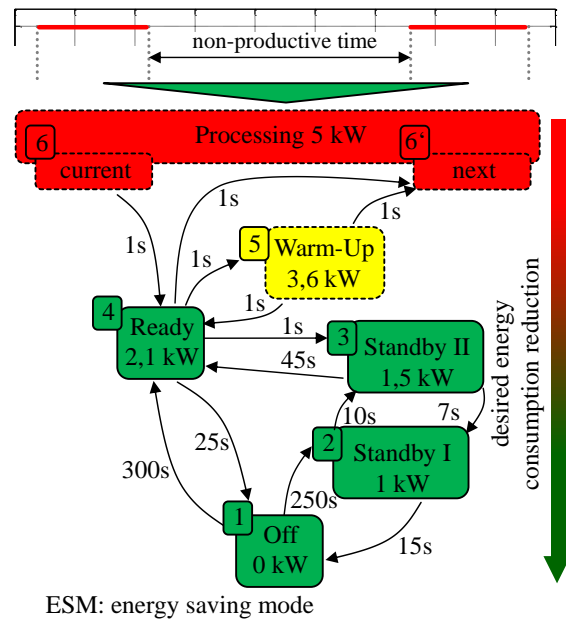 non-productive time
Processing 5 kW
6
6‘
current
next
1s
1s
1s
1s
5
Warm-Up
3,6 kW
1s
4
Ready
2,1 kW
1s
3
Standby II
1,5 kW
45s
10s
7s
2
Standby I
1 kW
25s
300s
250s
1
Off
0 kW
15s
desired energy
consumption reduction
ESM: energy saving mode